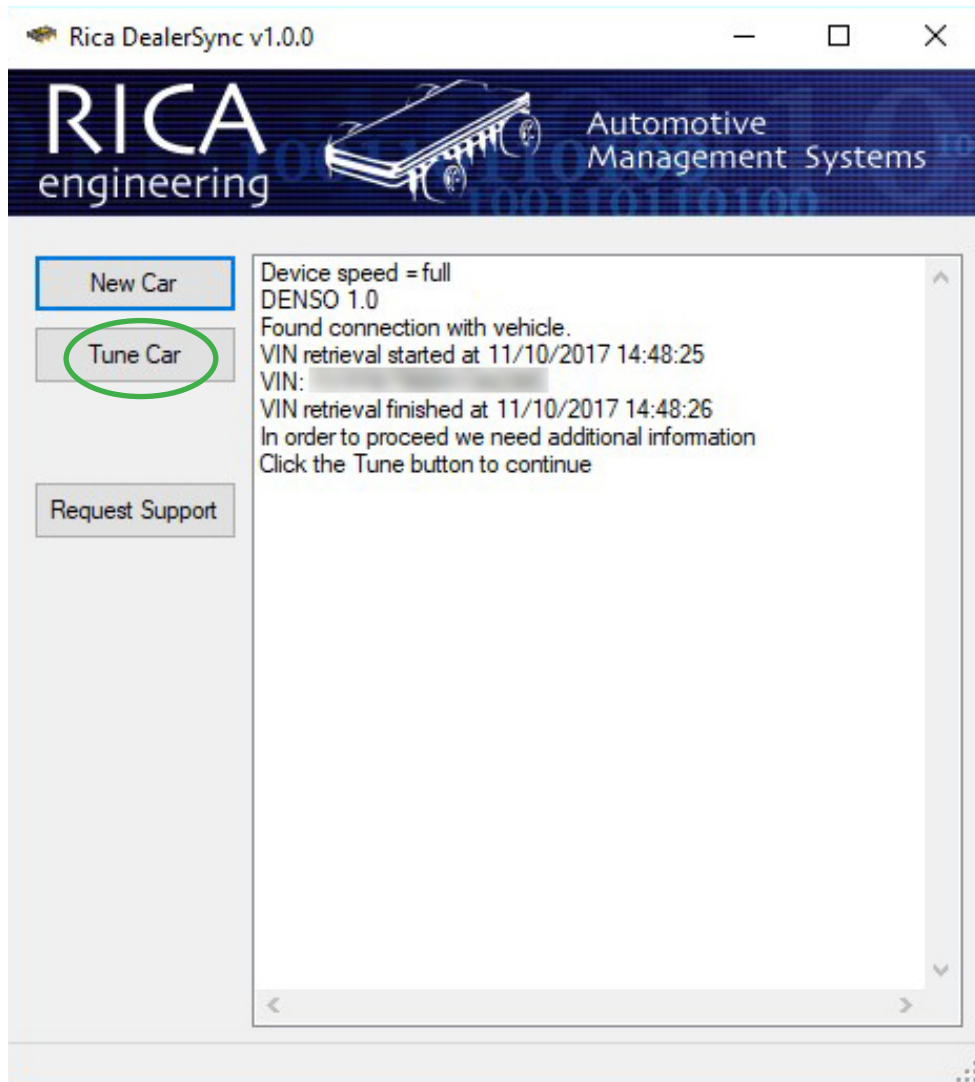 Rica DealerSync v1.0.0
RICA
engineering
Automotive
Management Systems
100110110100
New Car
Tune Car
Request Support
Device speed = full
DENSO 1.0
Found connection with vehicle.
VIN retrieval started at 11/10/2017 14:48:25
VIN:
VIN retrieval finished at 11/10/2017 14:48:26
In order to proceed we need additional information
Click the Tune button to continue